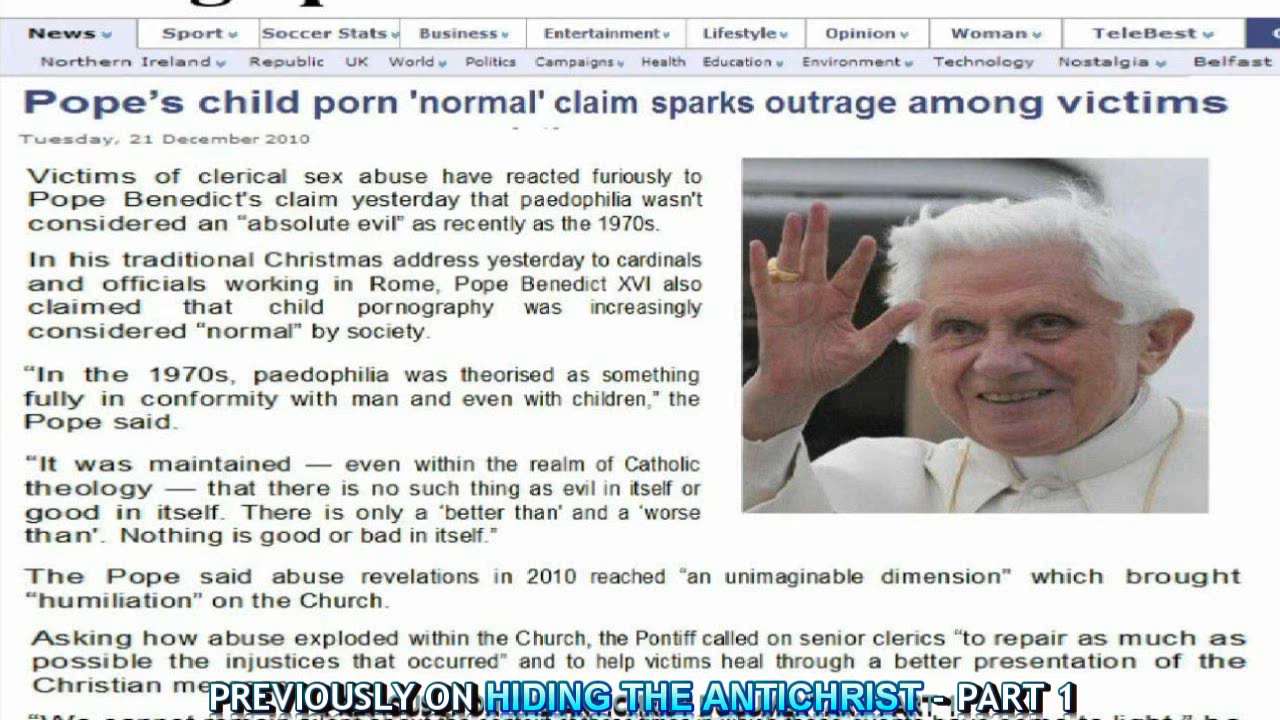 News Sport Soccer Stats Business Entertainment Lifestyle Opinion Woman TeleBest
Northern Ireland Republic UK World Politics Campaigns Health Education Environment Technology Nostalgia Belfast
Pope's child porn 'normal' claim sparks outrage among victims
Tuesday, 21 December 2010
Victims of clerical sex abuse have reacted furiously to
Pope Benedict's claim yesterday that paedophilia wasn't
considered an “absolute evil” as recently as the 1970s.
In his traditional Christmas address yesterday to cardinals
and officials working in Rome, Pope Benedict XVI also
claimed that child pornography was increasingly
considered “normal” by society.
“In the 1970s, paedophilia was theorised as something
fully in conformity with man and even with children,” the
Pope said.
“It was maintained — even within the realm of Catholic
theology — that there is no such thing as evil in itself or
good in itself. There is only a ‘better than’ and a ‘worse
than’. Nothing is good or bad in itself.”
The Pope said abuse revelations in 2010 reached “an unimaginable dimension” which brought
“humiliation” on the Church.
Asking how abuse exploded within the Church, the Pontiff called on senior clerics “to repair as much as
possible the injustices that occurred” and to help victims heal through a better presentation of the
Christian
PREVIOUSLY ON HIDING THE ANTICHRIST - PART 1